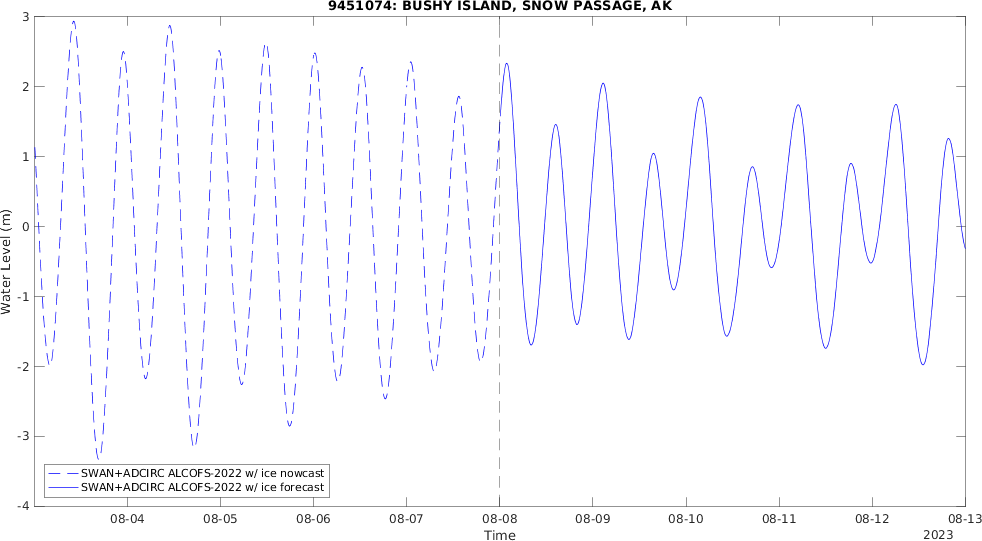 9451074: BUSHY ISLAND, SNOW PASSAGE, AK
3
2
1
0
-1
-2
-3
-4
Water Level (m)
SWAN+ADCIRC ALCOFS-2022 w/ ice nowcast
SWAN+ADCIRC ALCOFS-2022 w/ ice forecast
08-04 08-05 08-06 08-07 08-08 08-09 08-10 08-11 08-12 08-13
Time
2023